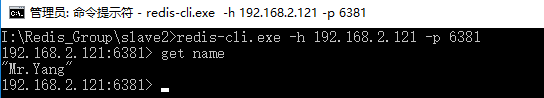 管理员: 命令提示符 - redis-cli.exe -h 192.168.2.121 -p 6381
I:\Redis_Group\slave2>redis-cli.exe -h 192.168.2.121 -p 6381
192.168.2.121:6381> get name
"Mr.Yang"
192.168.2.121:6381>